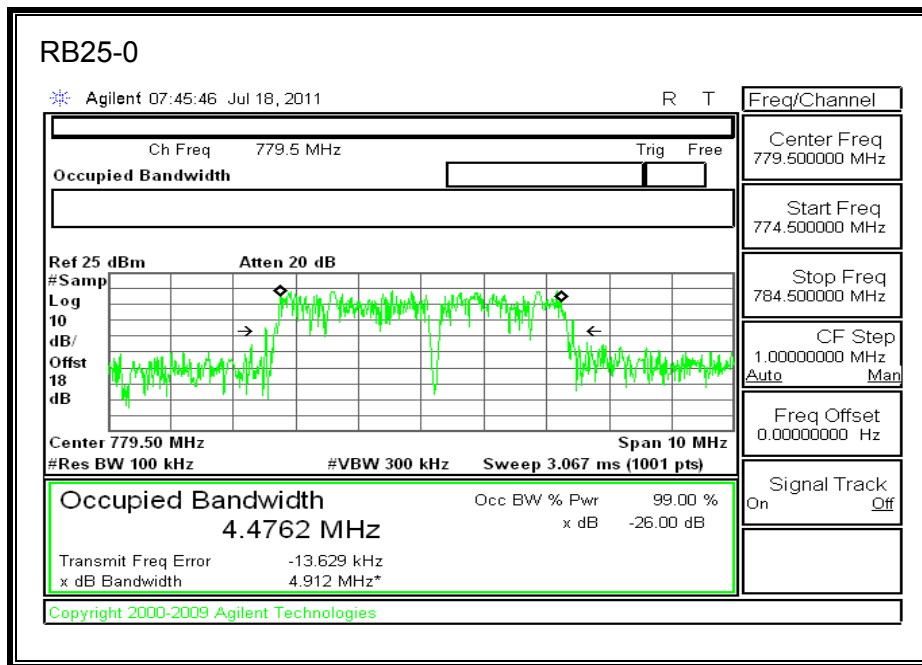 RB25-0
Agilent 07:45:46 Jul 18, 2011 R T
Freq/Channel
Ch Freq 779.5 MHz Trig Free
Occupied Bandwidth
Center Freq
779.500000 MHz
Start Freq
774.500000 MHz
Stop Freq
784.500000 MHz
CF Step
1.00000000 MHz
Auto Man
Freq Offset
0.00000000 Hz
Signal Track
On Off
Ref 25 dBm Atten 20 dB
#Samp
Log
10
dB/
Offst
18
dB
Center 779.50 MHz Span 10 MHz
#Res BW 100 kHz #VBW 300 kHz Sweep 3.067 ms (1001 pts)
Occupied Bandwidth Occ BW % Pwr 99.00 %
4.4762 MHz x dB -26.00 dB
Transmit Freq Error -13.629 kHz
x dB Bandwidth 4.912 MHz*
Copyright 2000-2009 Agilent Technologies